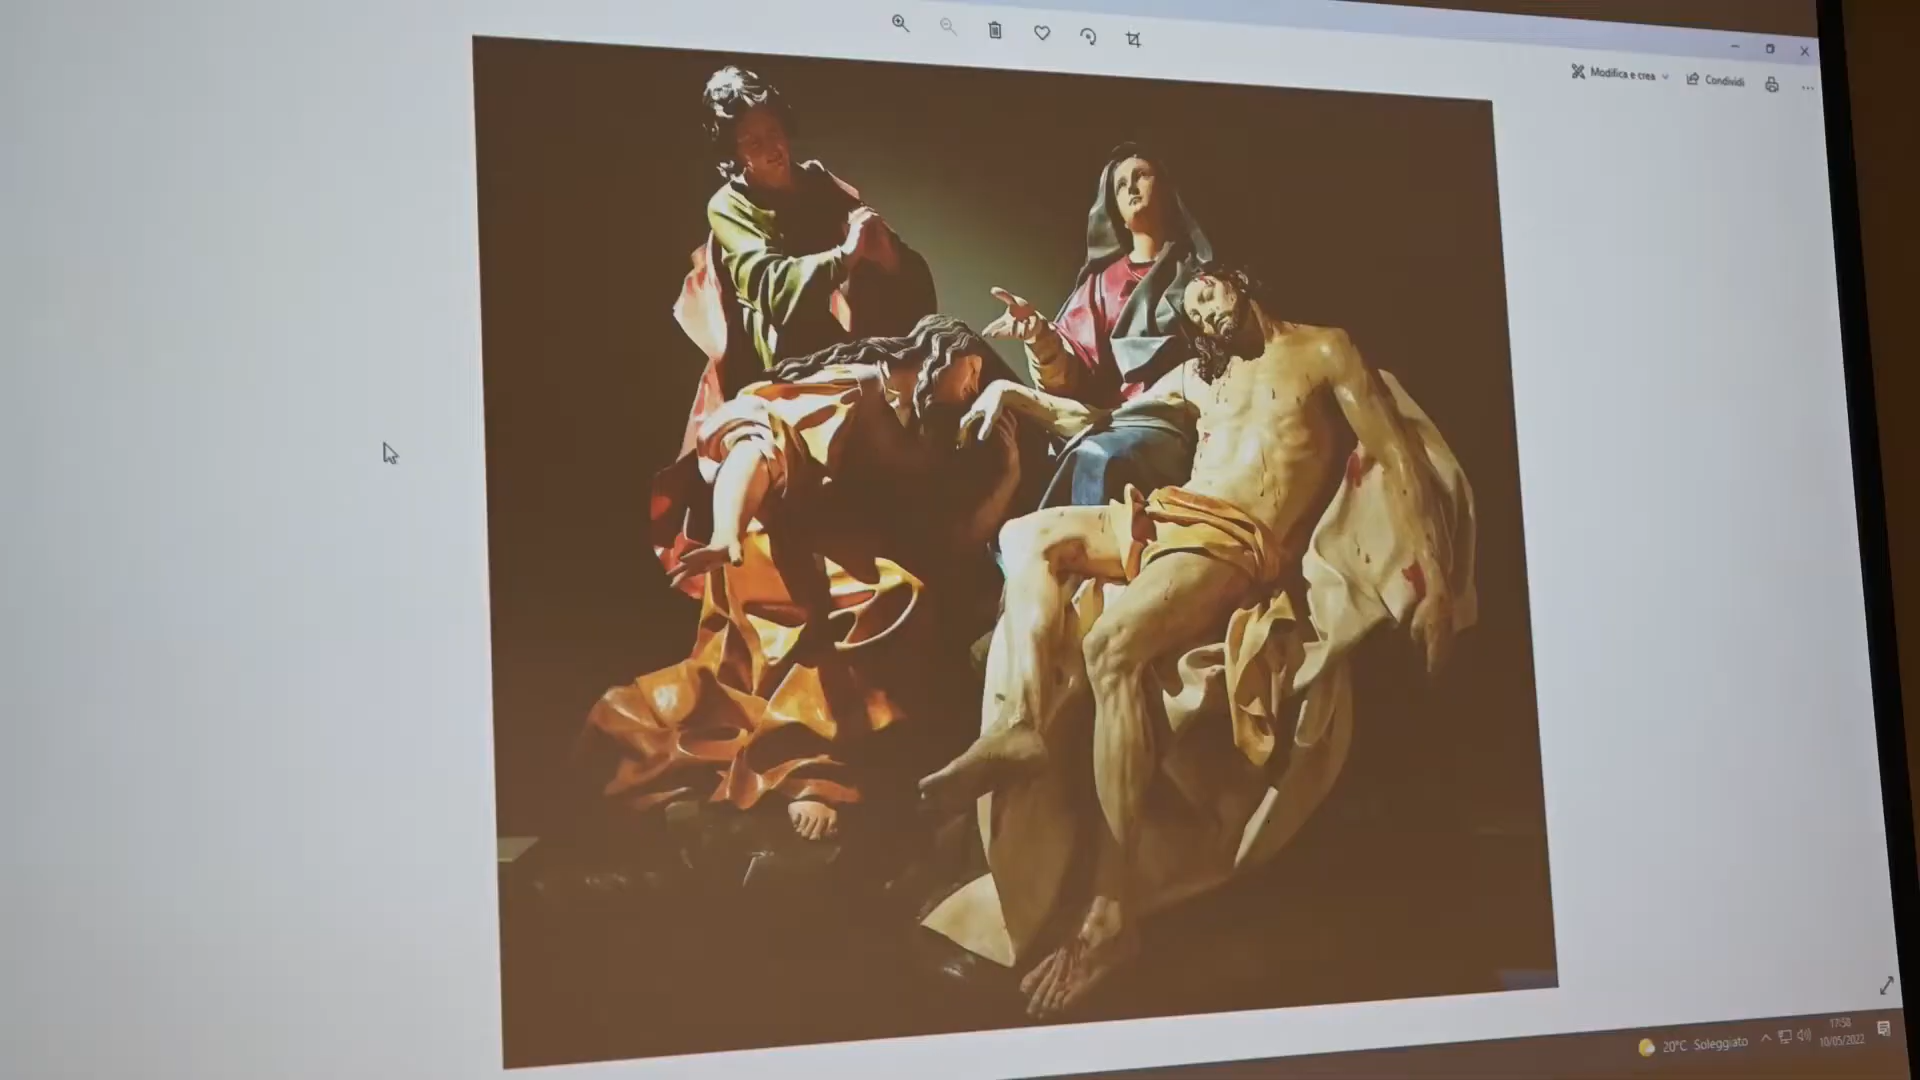 Modifica e crea
Condividi
20°C Soleggiato
17:58
10/05/2022